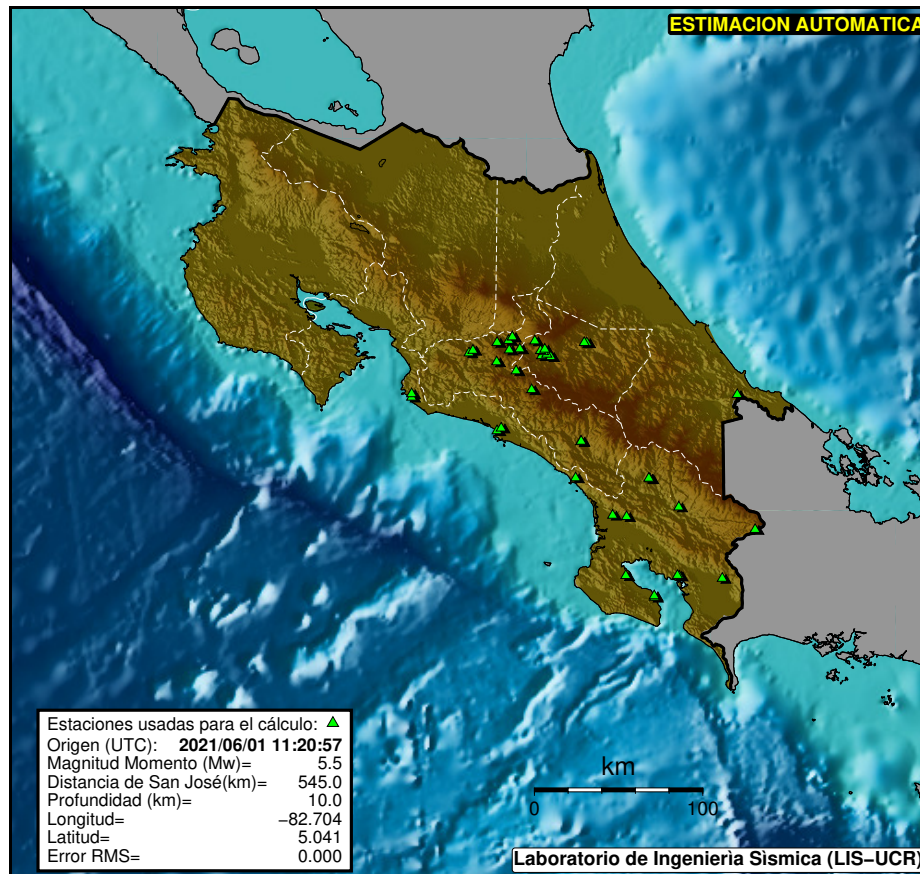 ESTIMACION AUTOMATICA
Estaciones usadas para el cálculo:
Origen (UTC): 2021/06/01 11:20:57
Magnitud Momento (Mw)= 5.5
Distancia de San José(km)= 545.0
Profundidad (km)= 10.0
Longitud= −82.704
Latitud= 5.041
Error RMS= 0.000
km
0 100
Laboratorio de Ingenierìa Sìsmica (LIS−UCR)